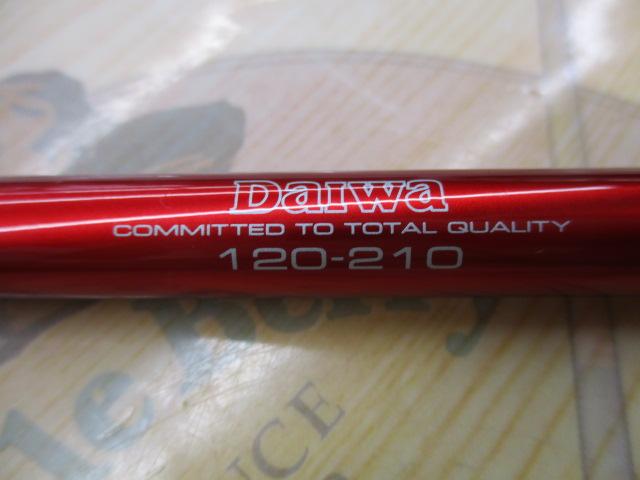 Daiwa
COMMITTED TO TOTAL QUALITY
120-210